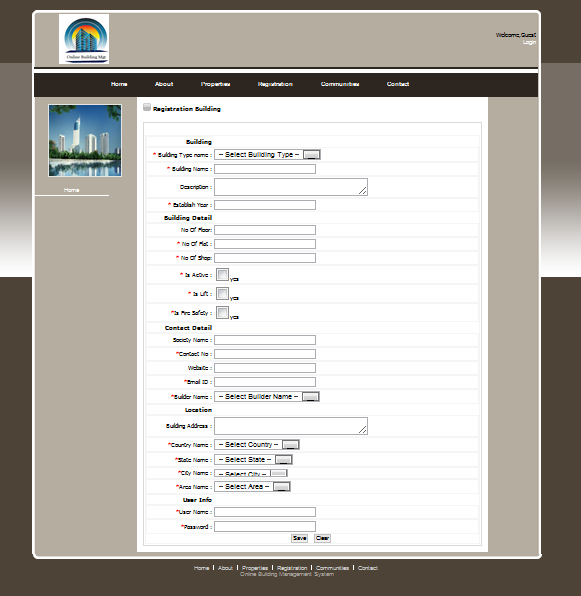 Online Building Mgt
Welcome,Guest
Login
Home About Properties Registration Communities Contact
Registration Building
Home
Building
* Building Type name : -- Select Building Type --
* Building Name :
Description :
* Establish Year :
Building Detail
No Of Floor:
* No Of Flat :
* No Of Shop:
* Is Active : yes
* Is Lift : yes
*Is Fire Safety : yes
Contact Detail
Society Name :
*Contact No :
Website :
*Email ID :
*Builder Name : -- Select Builder Name --
Location
Building Address :
*Country Name : -- Select Country --
*State Name : -- Select State --
*City Name : -- Select City --
*Area Name : -- Select Area --
User Info
*User Name :
*Password :
Save Clear
Home | About | Properties | Registration | Communities | Contact
Online Building Management System